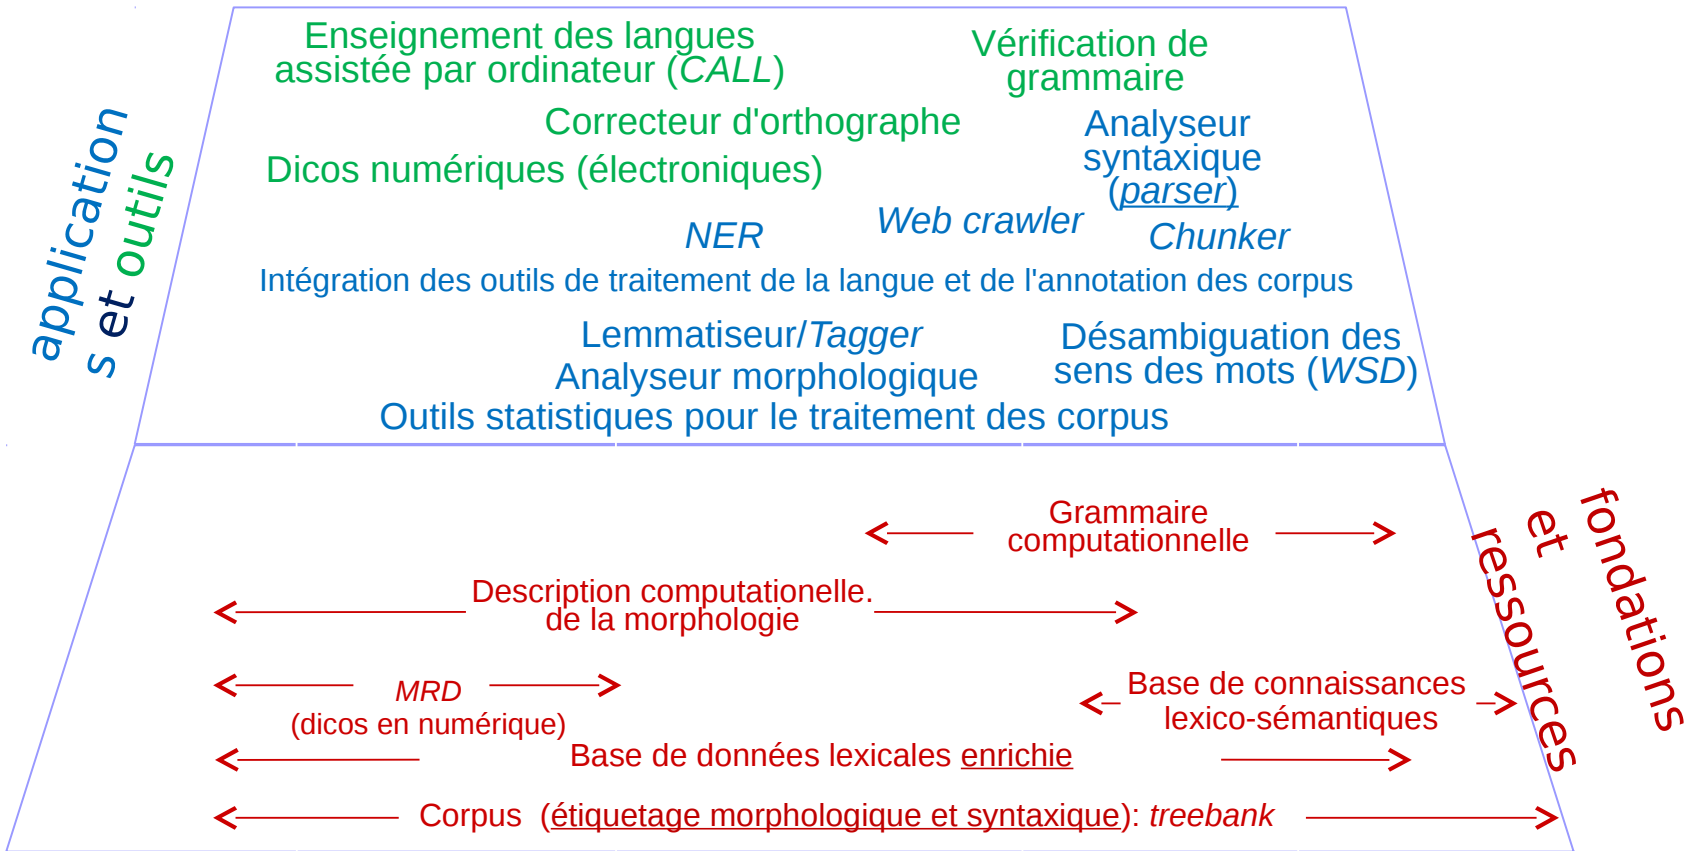 Enseignement des langues
assistée par ordinateur (CALL)
Vérification de
grammaire
Correcteur d'orthographe
Analyseur
syntaxique
(parser)
Dicos numériques (électroniques)
NER
Web crawler
Chunker
Intégration des outils de traitement de la langue et de l'annotation des corpus
Lemmatiseur/Tagger
Désambiguation des
sens des mots (WSD)
Analyseur morphologique
Outils statistiques pour le traitement des corpus
application
s et outils
Grammaire
computationnelle
Description computationelle.
de la morphologie
MRD
(dicos en numérique)
Base de connaissances
lexico-sémantiques
Base de données lexicales enrichie
Corpus (étiquetage morphologique et syntaxique): treebank
fondations
et
ressources